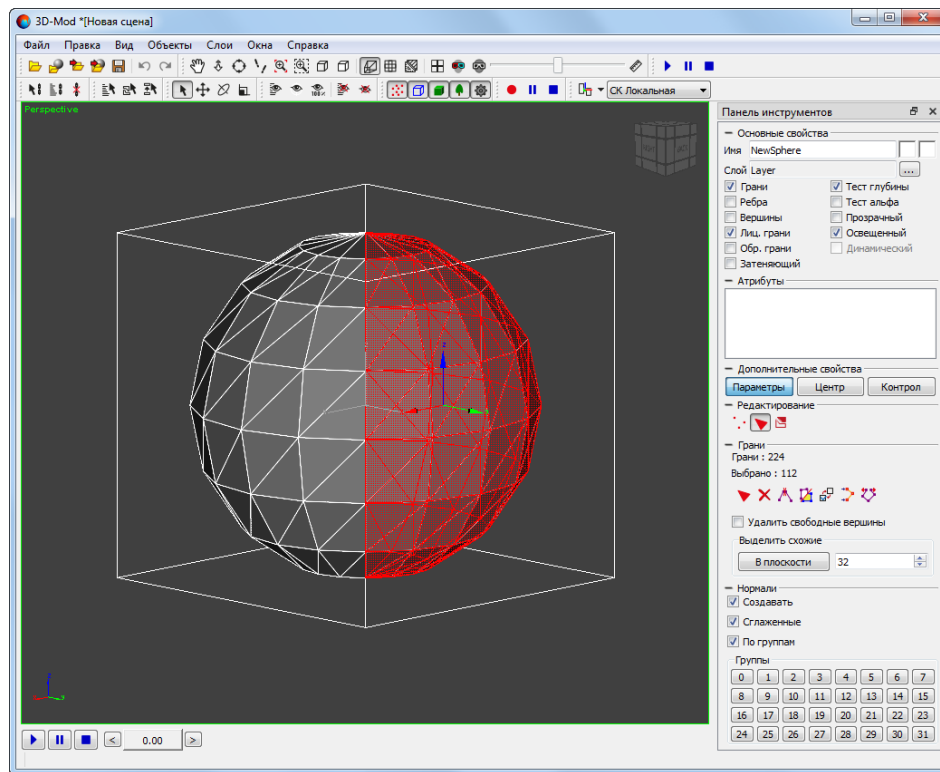 3D-Mod *[Новая сцена]
Файл Правка Вид Объекты Слои Окна Справка
100%
СК Локальная
Perspective
Панель инструментов
Основные свойства
Имя NewSphere
Слой Layer ...
Грани Тест глубины
Ребра Тест альфа
Вершины Прозрачный
Лиц. грани Освещенный
Обр. грани Динамический
Затеняющий
Атрибуты
Дополнительные свойства
Параметры Центр Контрол
Редактирование
Грани
Грани : 224
Выбрано : 112
Удалить свободные вершины
Выделить схожие
В плоскости 32
Нормали
Создавать
Сглаженные
По группам
Группы
0 1 2 3 4 5 6 7
8 9 10 11 12 13 14 15
16 17 18 19 20 21 22 23
24 25 26 27 28 29 30 31
< 0.00 >